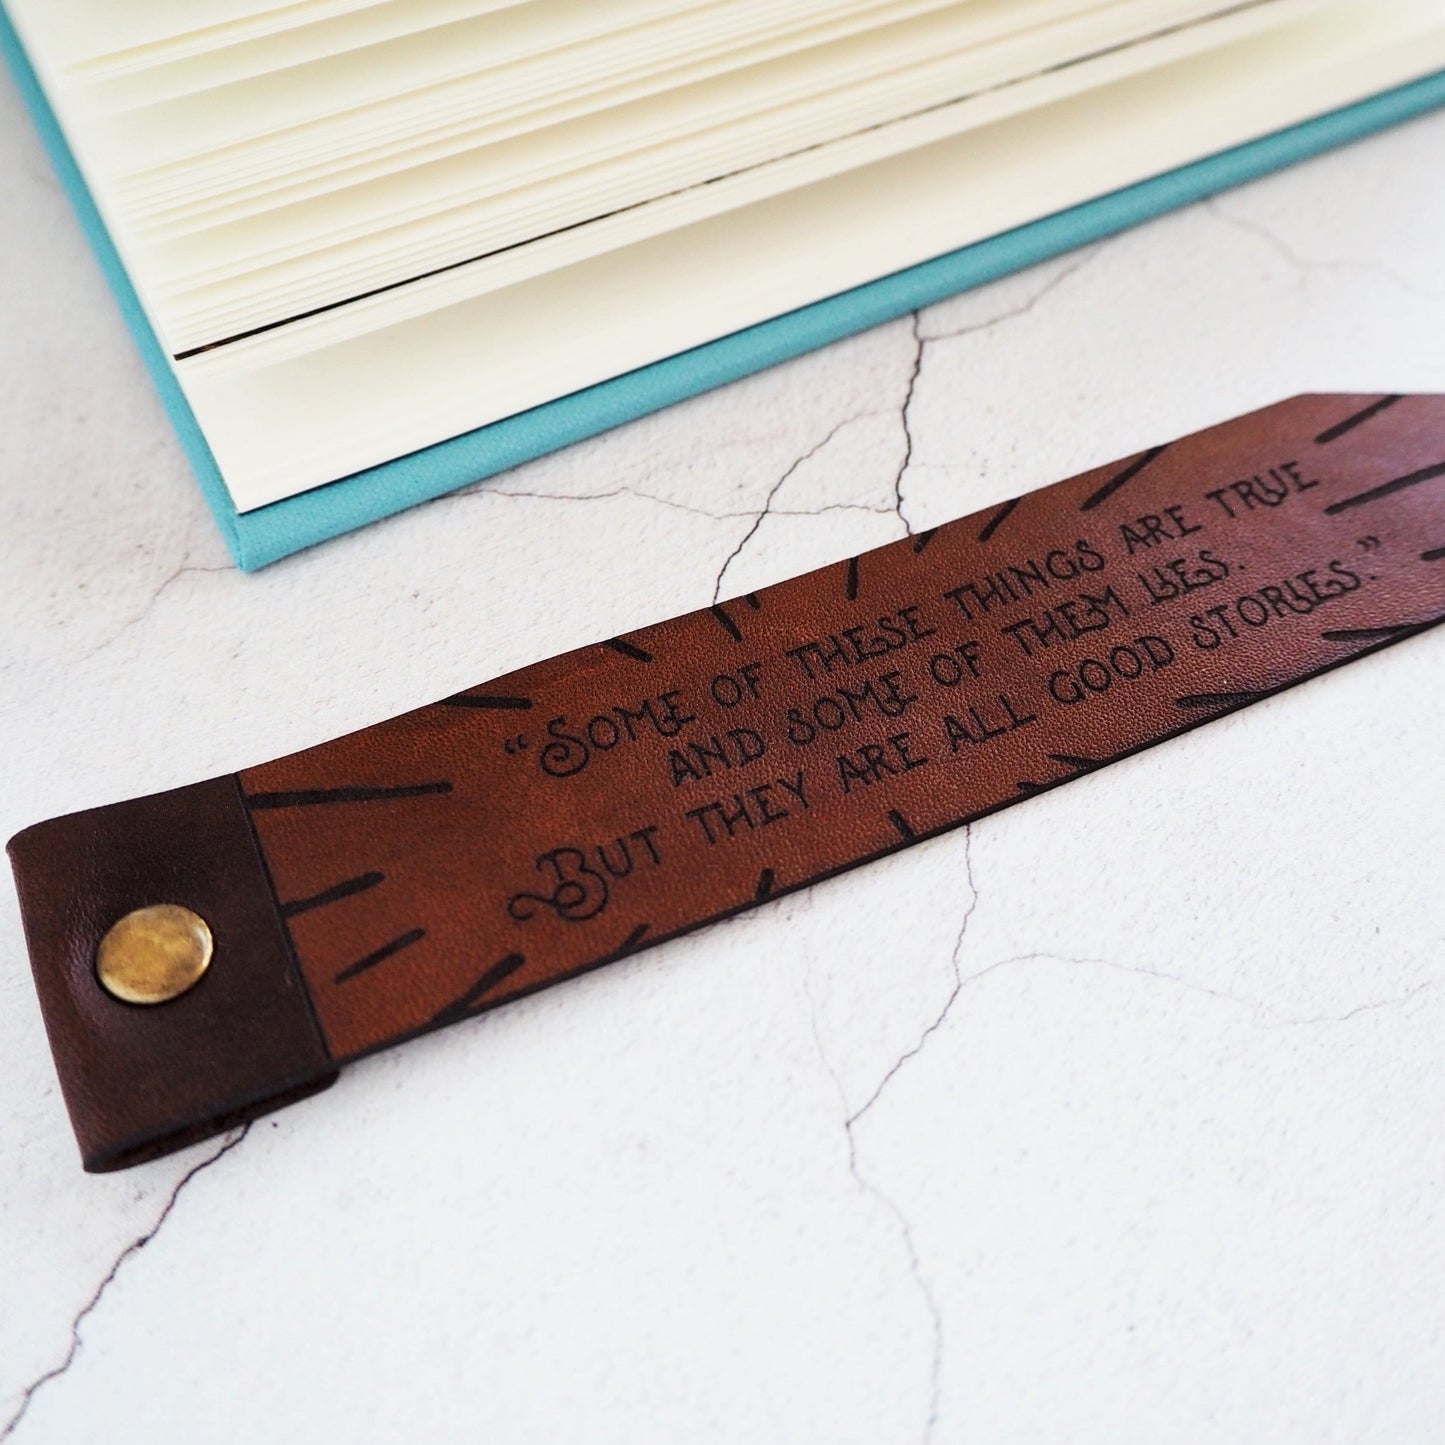 “Some of these things are true
and some of them lies.
But they are all good stories.”